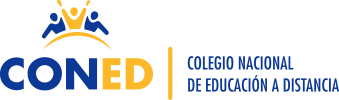 CONED
COLEGIO NACIONAL
DE EDUCACIÓN A DISTANCIA